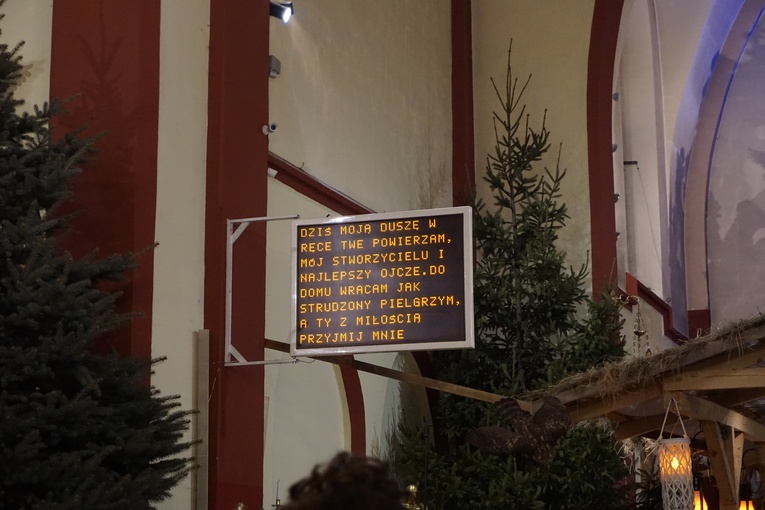 DZIŚ MOJĄ DUSZĘ W
RĘCE TWE POWIERZAM,
MÓJ STWORZYCIELU I
NAJLEPSZY OJCZE.DO
DOMU WRACAM JAK
STRUDZONY PIELGRZYM,
A TY Z MIŁOŚCIĄ
PRZYJMIJ MNIE